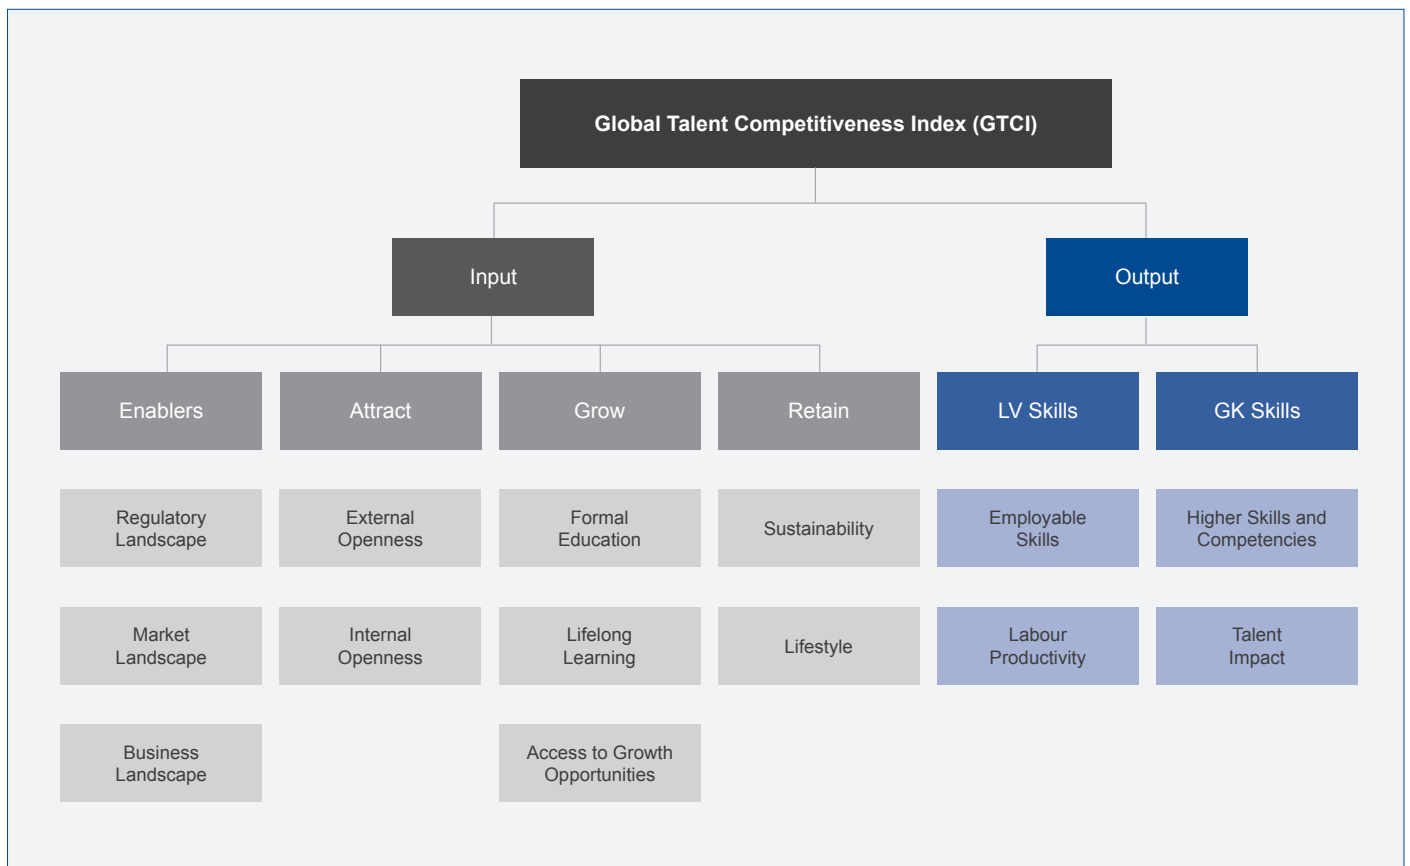 Global Talent Competitiveness Index (GTCI)
Input
Output
Enablers
Attract
Grow
Retain
LV Skills
GK Skills
Regulatory
Landscape
External
Openness
Formal
Education
Sustainability
Employable
Skills
Higher Skills and
Competencies
Market
Landscape
Internal
Openness
Lifelong
Learning
Lifestyle
Labour
Productivity
Talent
Impact
Business
Landscape
Access to Growth
Opportunities